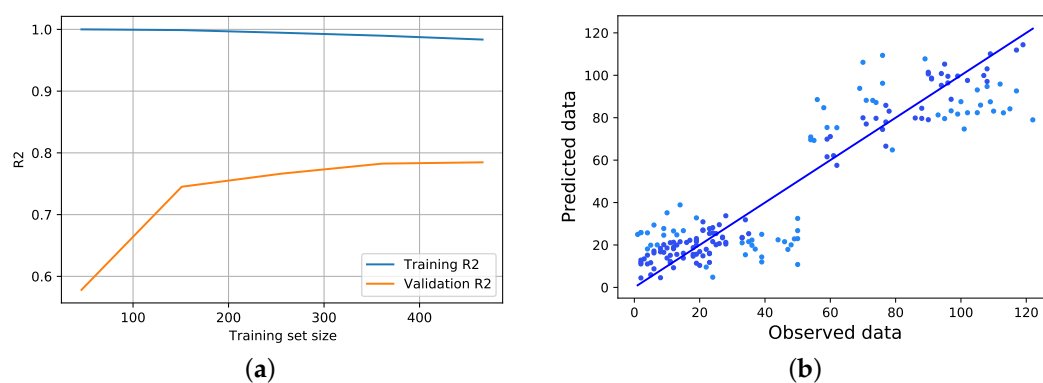 1.0
0.9
0.8
0.7
0.6
R2
100 200 300 400
Training set size
Training R2
Validation R2
(a)
120
100
80
60
40
20
0
Predicted data
0 20 40 60 80 100 120
Observed data
(b)